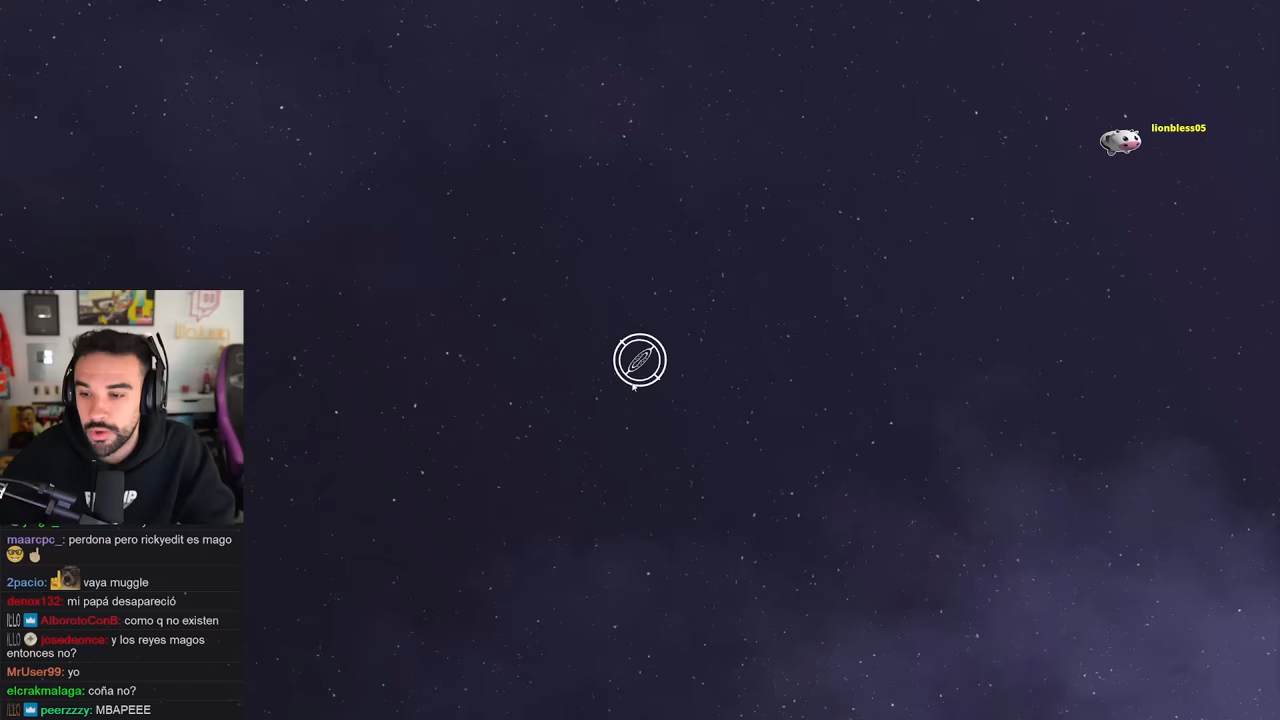 lionbless05
maarcpc_: perdona pero rickyedit es mago
2pacio: vaya muggle
denox132: mi papá desapareció
AlborotoConB: como q no existen
josedeonce: y los reyes magos
entonces no?
MrUser99: yo
elcrakmalaga: coña no?
peerzzzy: MBAPEEE